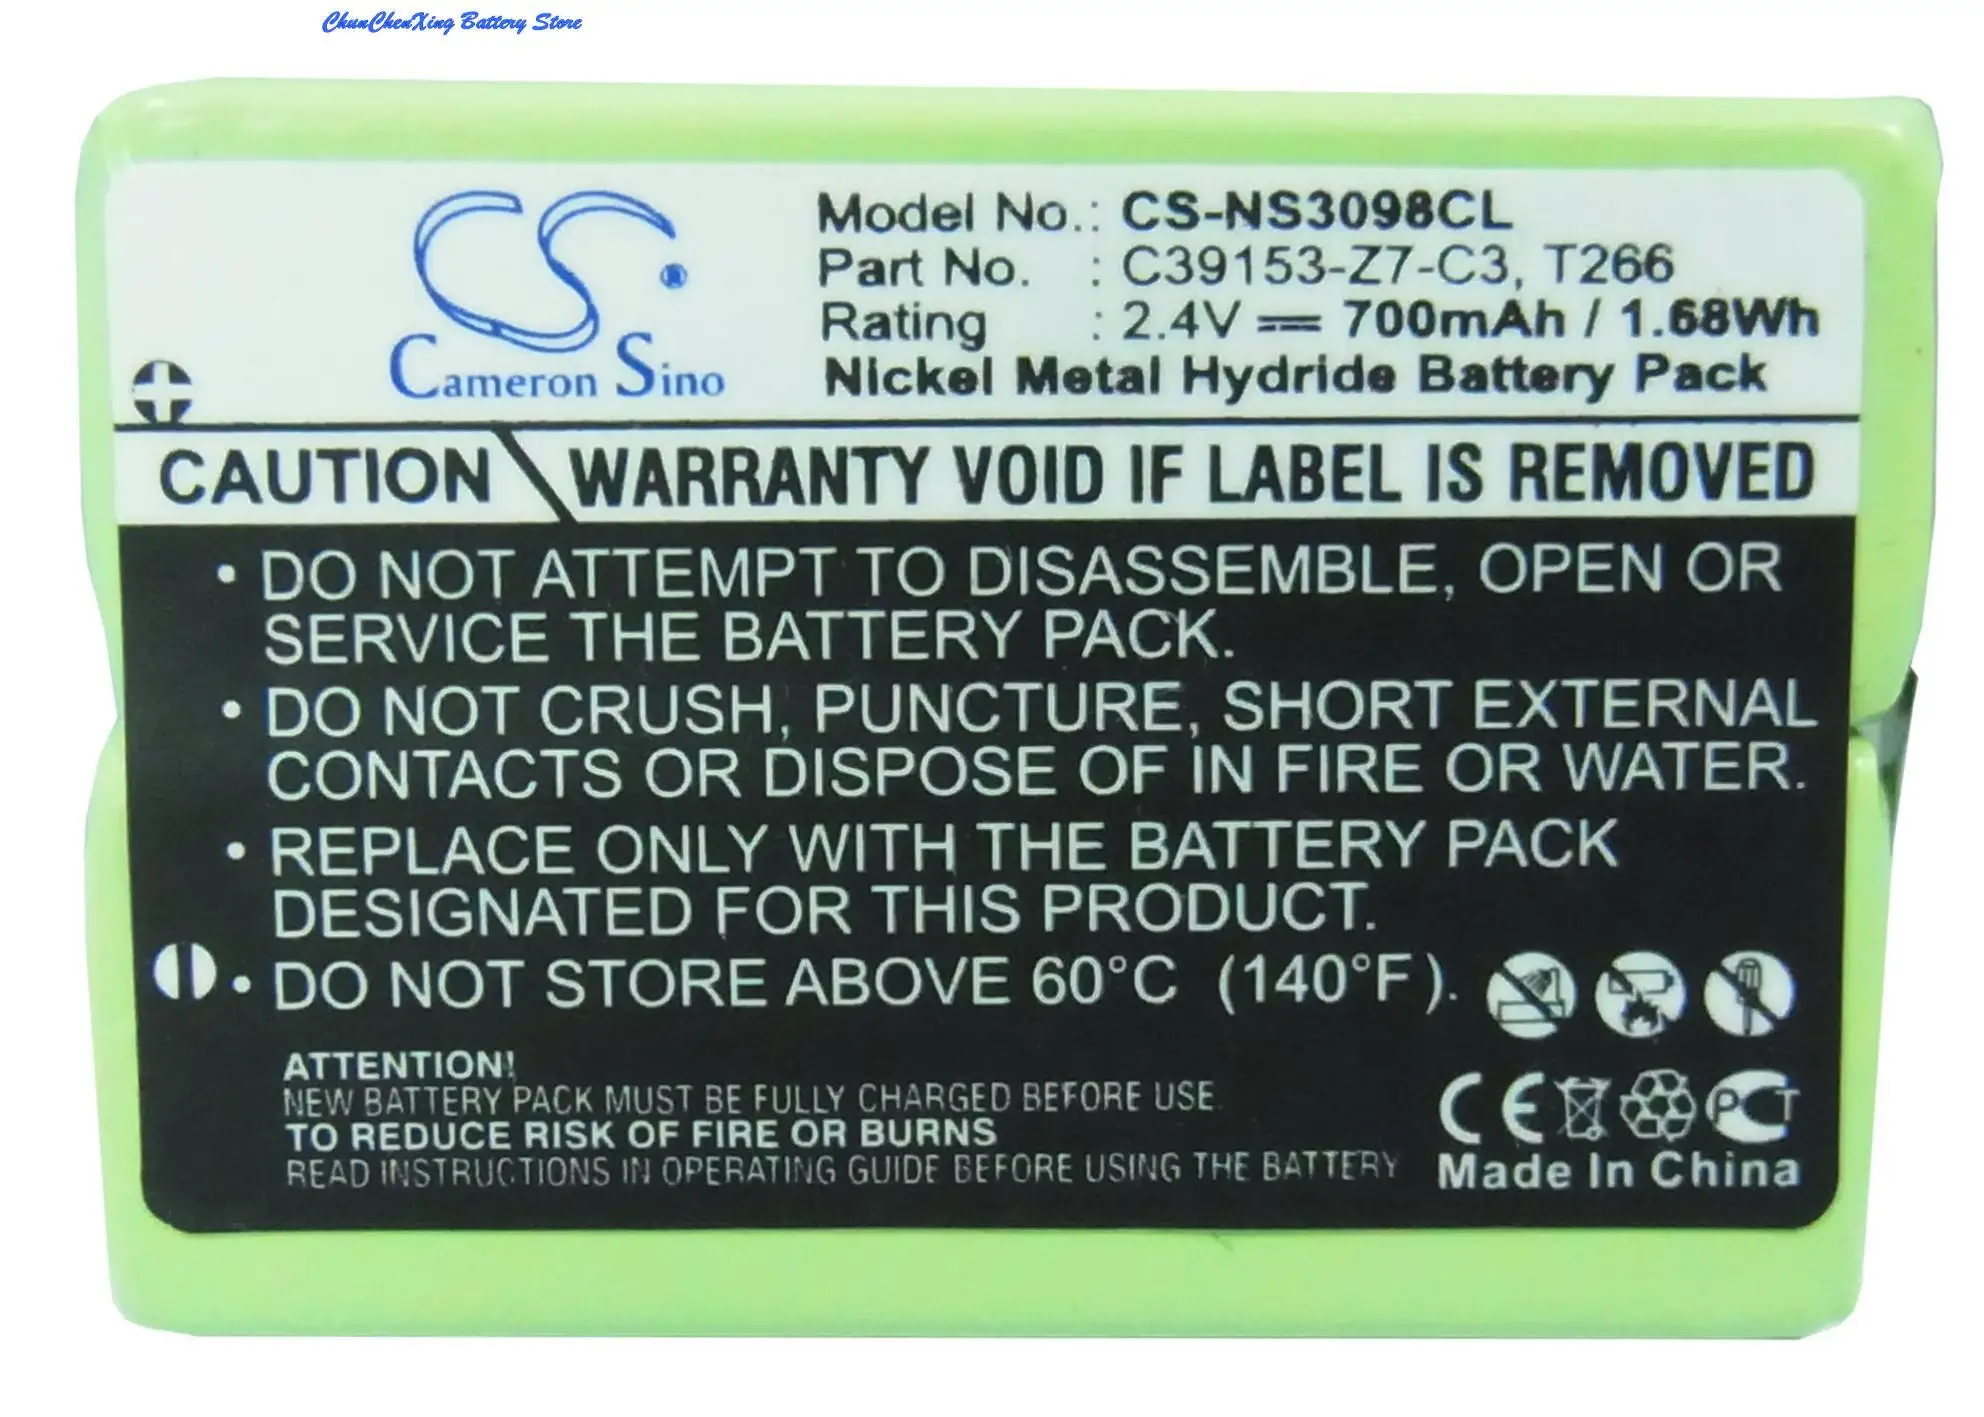 ChunChenXing Battery Store
CS®
Cameron Sino
Model No.: CS-NS3098CL
Part No. : C39153-Z7-C3, T266
Rating : 2.4V ⎓ 700mAh / 1.68Wh
Nickel Metal Hydride Battery Pack
CAUTION WARRANTY VOID IF LABEL IS REMOVED
• DO NOT ATTEMPT TO DISASSEMBLE, OPEN OR
SERVICE THE BATTERY PACK.
• DO NOT CRUSH, PUNCTURE, SHORT EXTERNAL
CONTACTS OR DISPOSE OF IN FIRE OR WATER.
• REPLACE ONLY WITH THE BATTERY PACK
DESIGNATED FOR THIS PRODUCT.
• DO NOT STORE ABOVE 60°C (140°F).
ATTENTION!
NEW BATTERY PACK MUST BE FULLY CHARGED BEFORE USE
TO REDUCE RISK OF FIRE OR BURNS
READ INSTRUCTIONS IN OPERATING GUIDE BEFORE USING THE BATTERY
CE PCT
Made In China